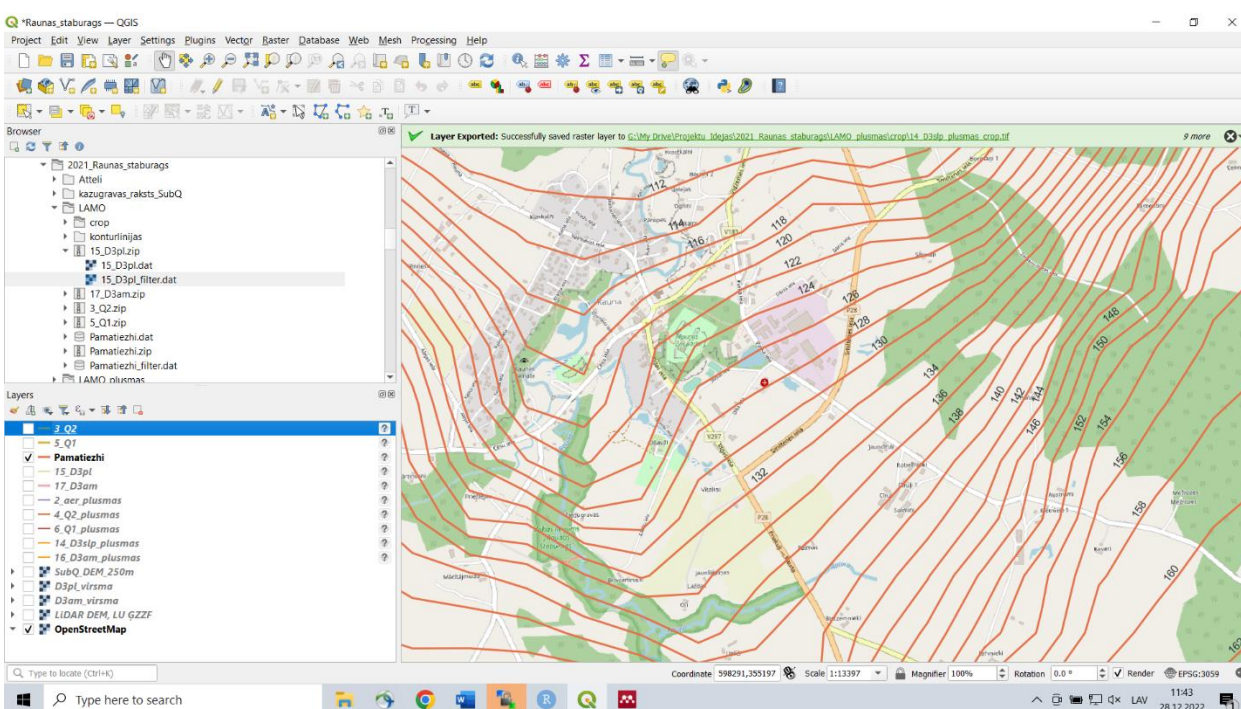 *Raunas_staburags — QGIS
Project Edit View Layer Settings Plugins Vector Raster Database Web Mesh Processing Help
Browser
2021_Raunas_staburags
Atteli
kazugravas_raksts_SubQ
LAMO
crop
konturlinijas
15_D3pl.zip
15_D3pl.dat
15_D3pl_filter.dat
17_D3am.zip
3_Q2.zip
5_Q1.zip
Pamatiezhi.dat
Pamatiezhi.zip
Pamatiezhi_filter.dat
LAMO_plusmas
Layers
3_Q2
5_Q1
Pamatiezhi
15_D3pl
17_D3am
2_aer_plusmas
4_Q2_plusmas
6_Q1_plusmas
14_D3slp_plusmas
16_D3am_plusmas
SubQ_DEM_250m
D3pl_virsma
D3am_virsma
LiDAR DEM, LU ĢZZF
OpenStreetMap
Layer Exported: Successfully saved raster layer to G:\My Drive\Projektu_Idejas\2021_Raunas_staburags\LAMO_plusmas\crop\14_D3slp_plusmas_crop.tif
9 more
112
114
116
118
120
122
124
126
128
130
132
134
136
138
140
142
144
146
148
150
152
154
156
158
160
162
Rauna
P28
P28
V287
Type to locate (Ctrl+K)
Coordinate 598291,355197
Scale 1:13397
Magnifier 100%
Rotation 0.0 °
Render
EPSG:3059
Type here to search
LAV
11:43
28.12.2022